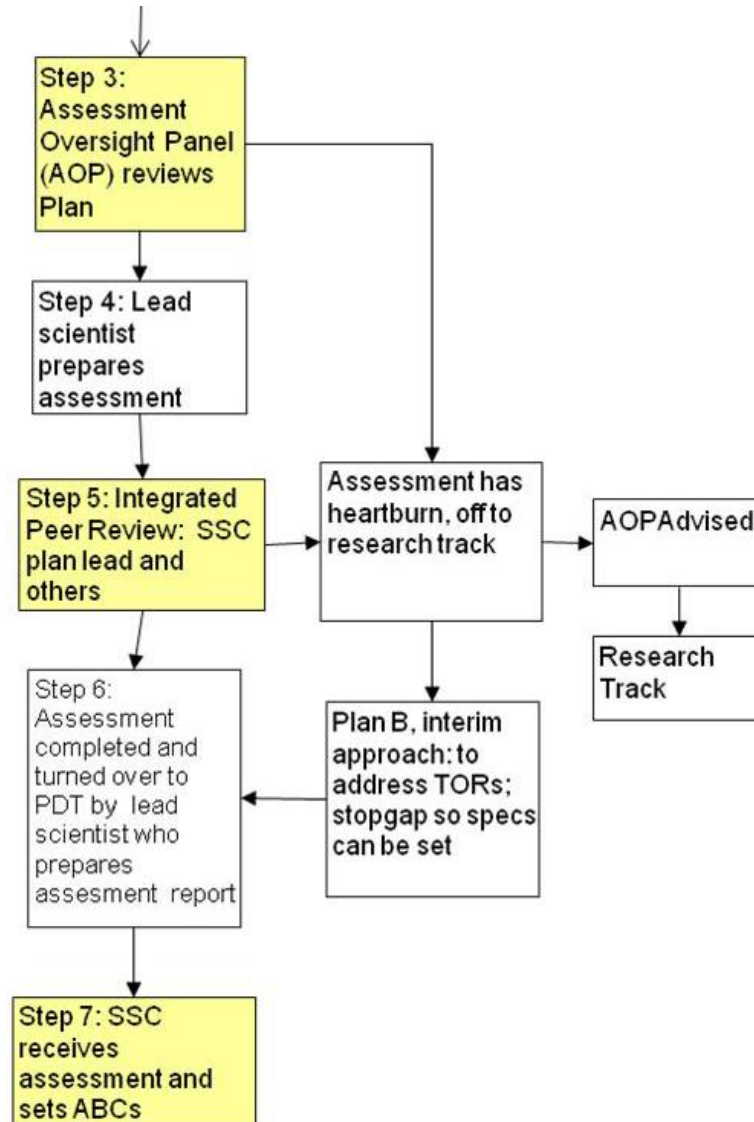 Step 3:
Assessment
Oversight Panel
(AOP) reviews
Plan
Step 4: Lead
scientist
prepares
assessment
Step 5: Integrated
Peer Review:  SSC
plan lead and
others
Assessment has
heartburn, off to
research track
AOPAdvised
Research
Track
Step 6:
Assessment
completed and
turned over to
PDT by  lead
scientist who
prepares
assesment  report
Plan B, interim
approach: to
address TORs;
stopgap so specs
can be set
Step 7: SSC
receives
assessment and
sets ABCs